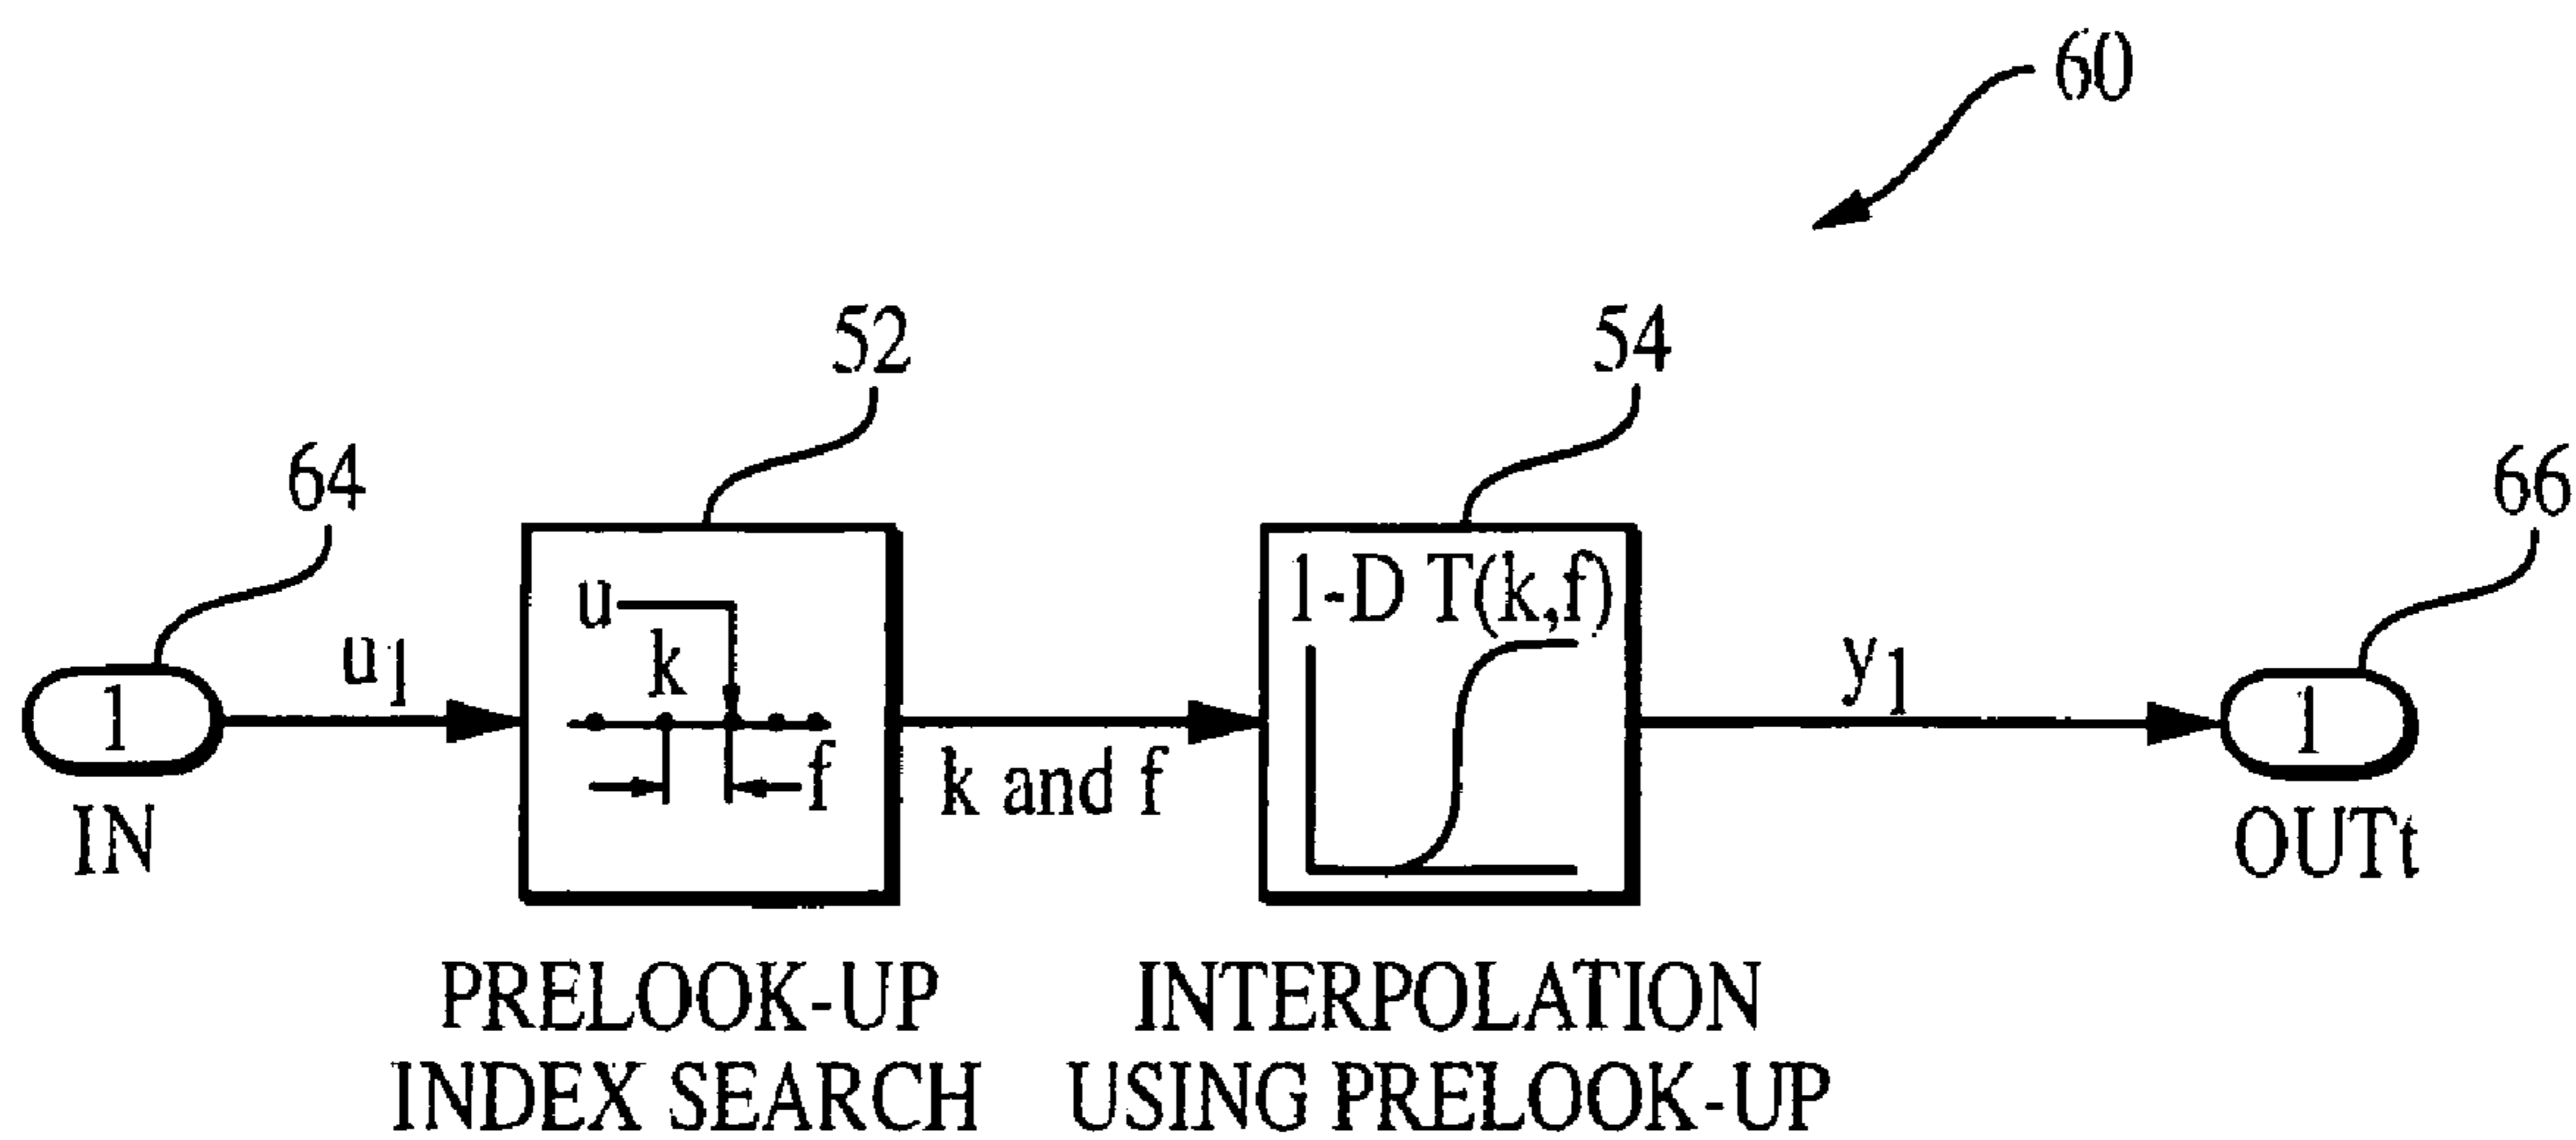 60
52
54
64
66
u
k
f
1-D T(k,f)
u1
y1
1
1
k and f
IN
OUTt
PRELOOK-UP
INDEX SEARCH
INTERPOLATION
USING PRELOOK-UP